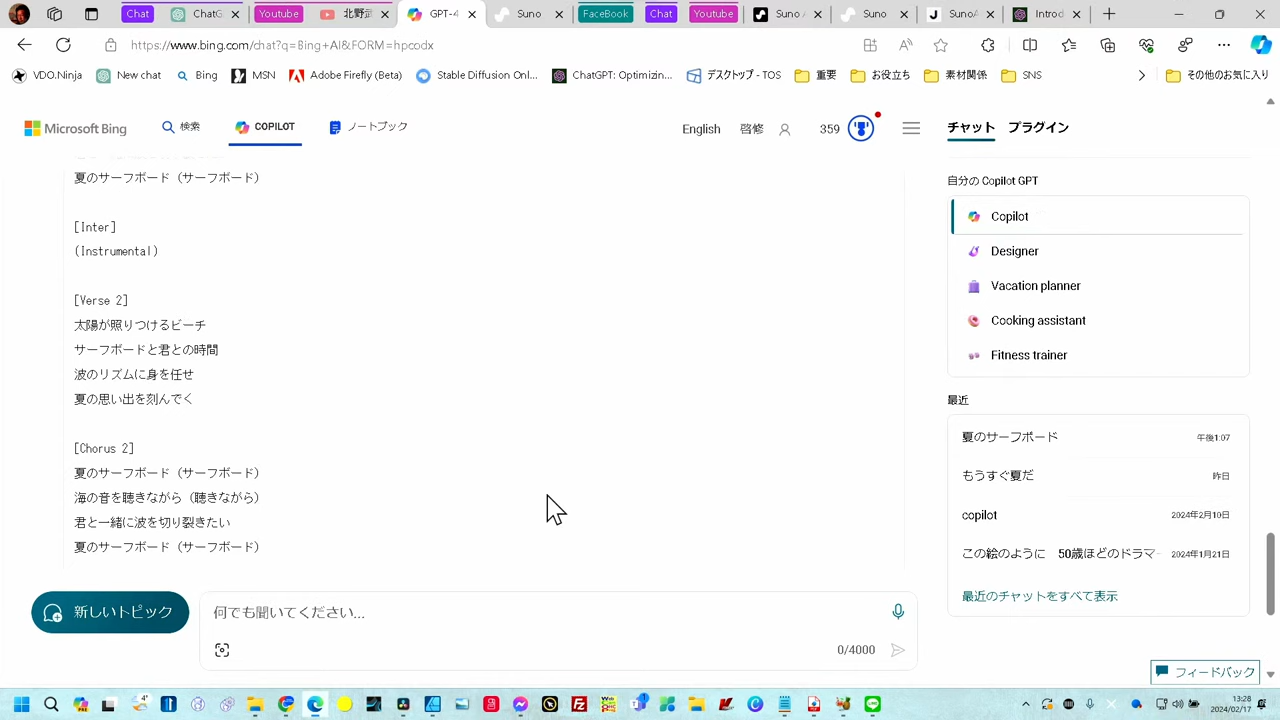 Chat
ChatG
Youtube
北野武
GPT-4
Suno
FaceBook
Chat
Youtube
Suno
Suno
J
Introd
https://www.bing.com/chat?q=Bing+AI&FORM=hpcodx
VDO.Ninja
New chat
Bing
MSN
Adobe Firefly (Beta)
Stable Diffusion Onl...
ChatGPT: Optimizin...
デスクトップ - TOS
重要
お役立ち
素材関係
SNS
その他のお気に入り
Microsoft Bing
検索
COPILOT
ノートブック
English
啓修
359
チャット
プラグイン
夏のサーフボード（サーフボード）
[Inter]
(Instrumental)
[Verse 2]
太陽が照りつけるビーチ
サーフボードと君との時間
波のリズムに身を任せ
夏の思い出を刻んでく
[Chorus 2]
夏のサーフボード（サーフボード）
海の音を聴きながら（聴きながら）
君と一緒に波を切り裂きたい
夏のサーフボード（サーフボード）
自分の Copilot GPT
Copilot
Designer
Vacation planner
Cooking assistant
Fitness trainer
最近
夏のサーフボード 午後1:07
もうすぐ夏だ 昨日
copilot 2024年2月10日
この絵のように 50歳ほどのドラマ 2024年1月21日
最近のチャットをすべて表示
新しいトピック
何でも聞いてください...
0/4000
フィードバック
13:28
2024/02/17